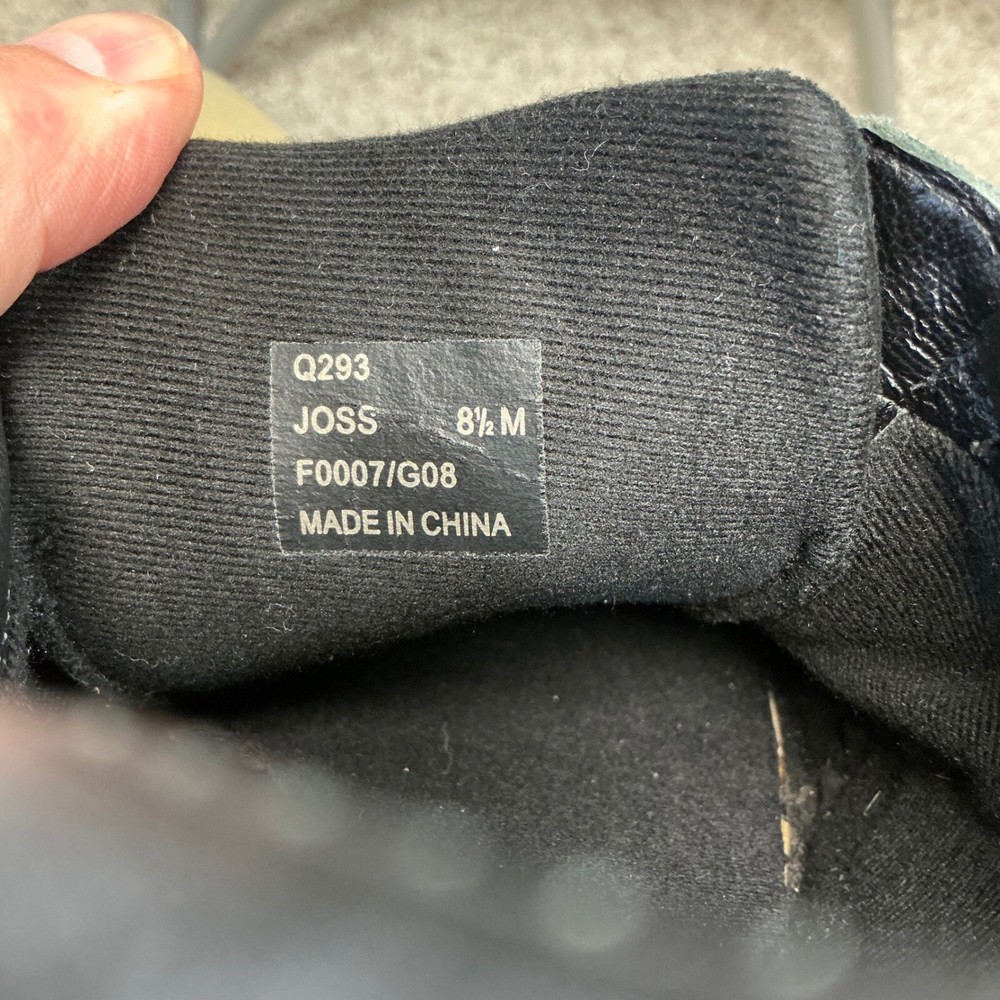 Q293
JOSS 8½ M
F0007/G08
MADE IN CHINA